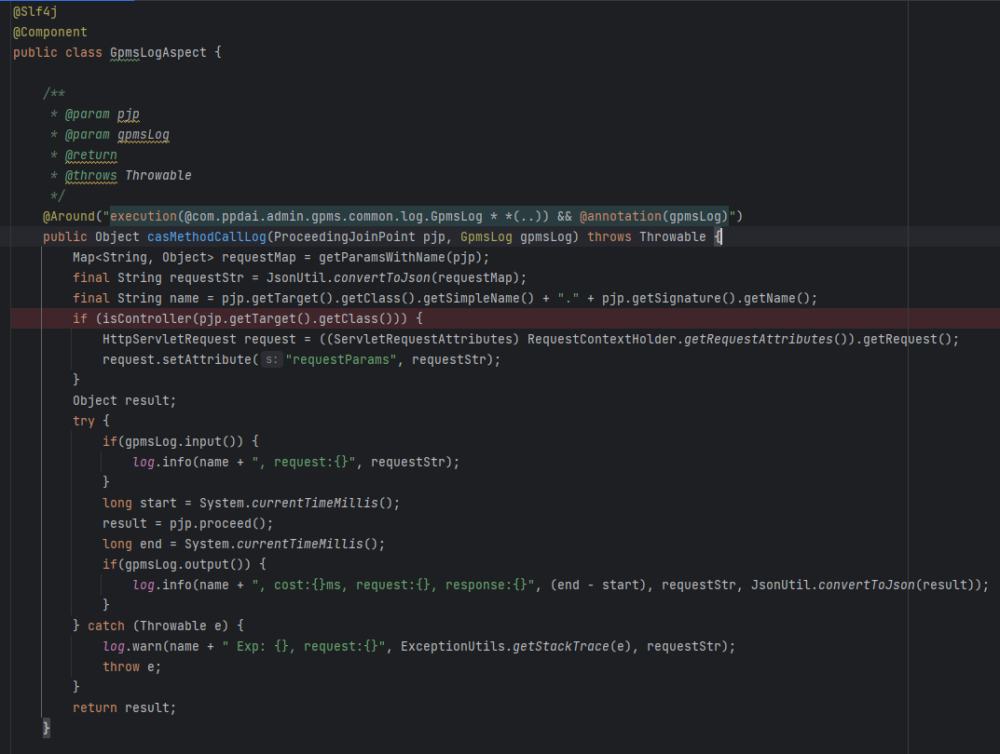 @Slf4j
@Component
public class GpmsLogAspect {
    /**
     * @param pjp
     * @param gpmsLog
     * @return
     * @throws Throwable
     */
    @Around("execution(@com.ppdai.admin.gpms.common.log.GpmsLog * *(..)) && @annotation(gpmsLog)")
    public Object casMethodCallLog(ProceedingJoinPoint pjp, GpmsLog gpmsLog) throws Throwable {
        Map<String, Object> requestMap = getParamsWithName(pjp);
        final String requestStr = JsonUtil.convertToJson(requestMap);
        final String name = pjp.getTarget().getClass().getSimpleName() + "." + pjp.getSignature().getName();
        if (isController(pjp.getTarget().getClass())) {
            HttpServletRequest request = ((ServletRequestAttributes) RequestContextHolder.getRequestAttributes()).getRequest();
            request.setAttribute( s: "requestParams", requestStr);
        }
        Object result;
        try {
            if(gpmsLog.input()) {
                log.info(name + ", request:{}", requestStr);
            }
            long start = System.currentTimeMillis();
            result = pjp.proceed();
            long end = System.currentTimeMillis();
            if(gpmsLog.output()) {
                log.info(name + ", cost:{}ms, request:{}, response:{}", (end - start), requestStr, JsonUtil.convertToJson(result));
            }
        } catch (Throwable e) {
            log.warn(name + " Exp: {}, request:{}", ExceptionUtils.getStackTrace(e), requestStr);
            throw e;
        }
        return result;
    }